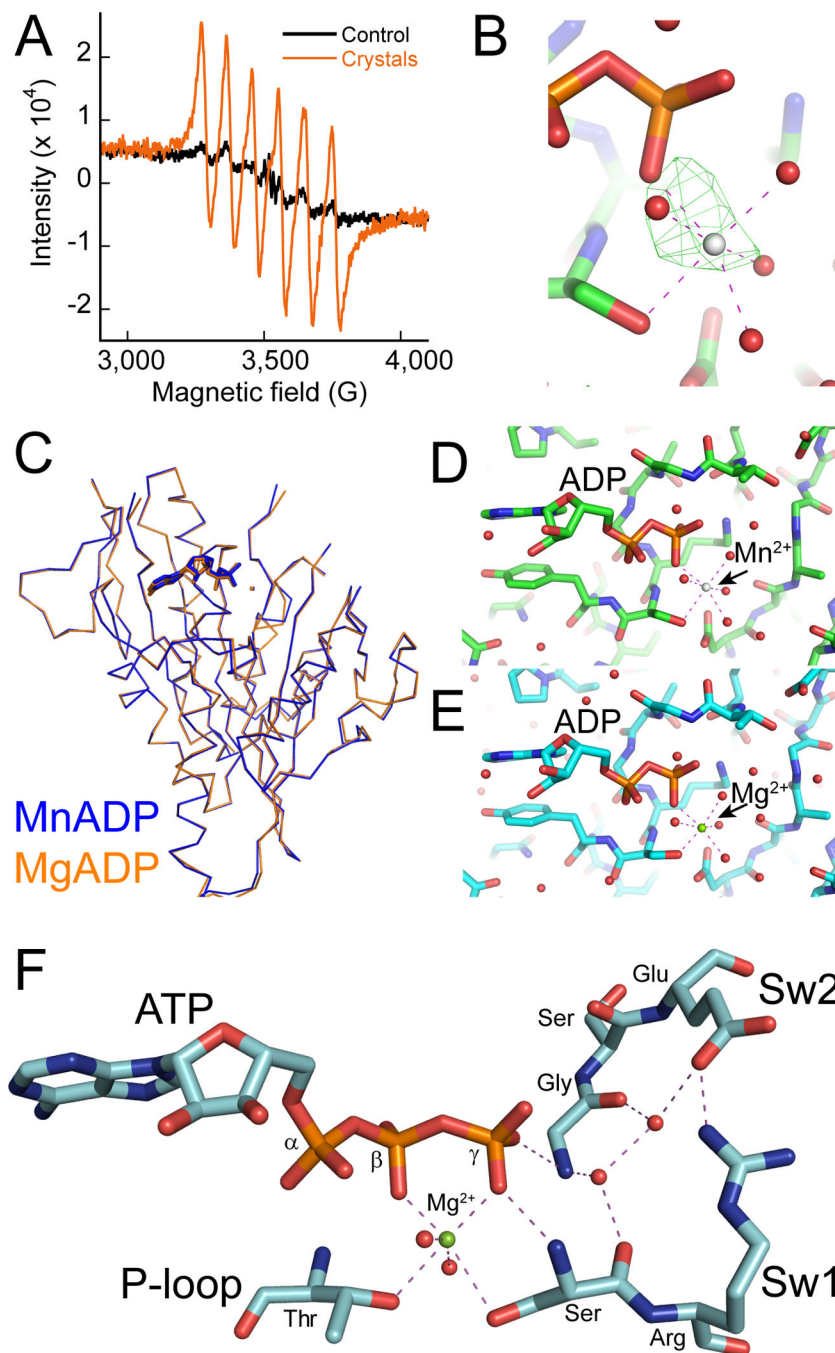 A
Control
Crystals
Intensity (x 10⁴)
2
1
0
-1
-2
3,000
3,500
4,000
Magnetic field (G)
B
C
MnADP
MgADP
D
ADP
Mn²⁺
E
ADP
Mg²⁺
F
ATP
Glu
Sw2
Ser
Gly
α
β
γ
Mg²⁺
P-loop
Thr
Ser
Sw1
Arg